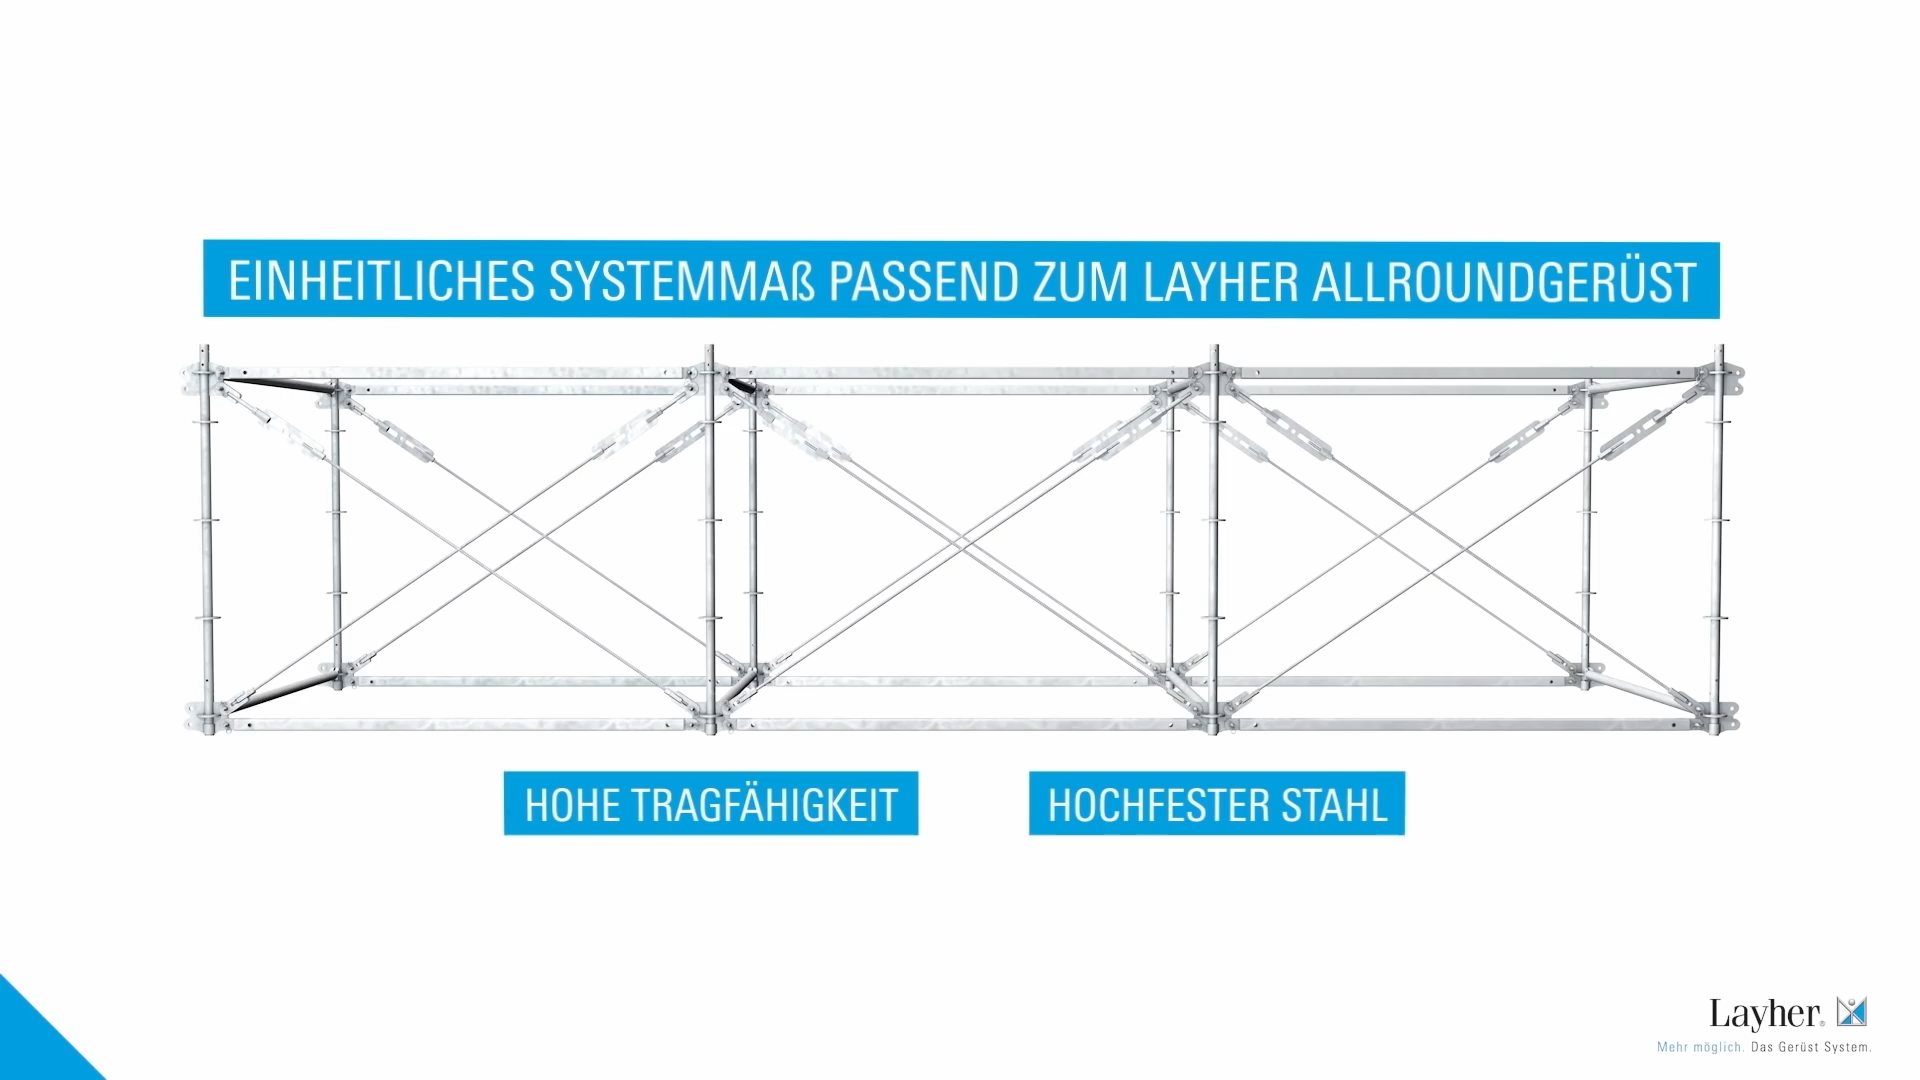 EINHEITLICHES SYSTEMMAß PASSEND ZUM LAYHER ALLROUNDGERÜST
HOHE TRAGFÄHIGKEIT
HOCHFESTER STAHL
Layher®
Mehr möglich. Das Gerüst System.